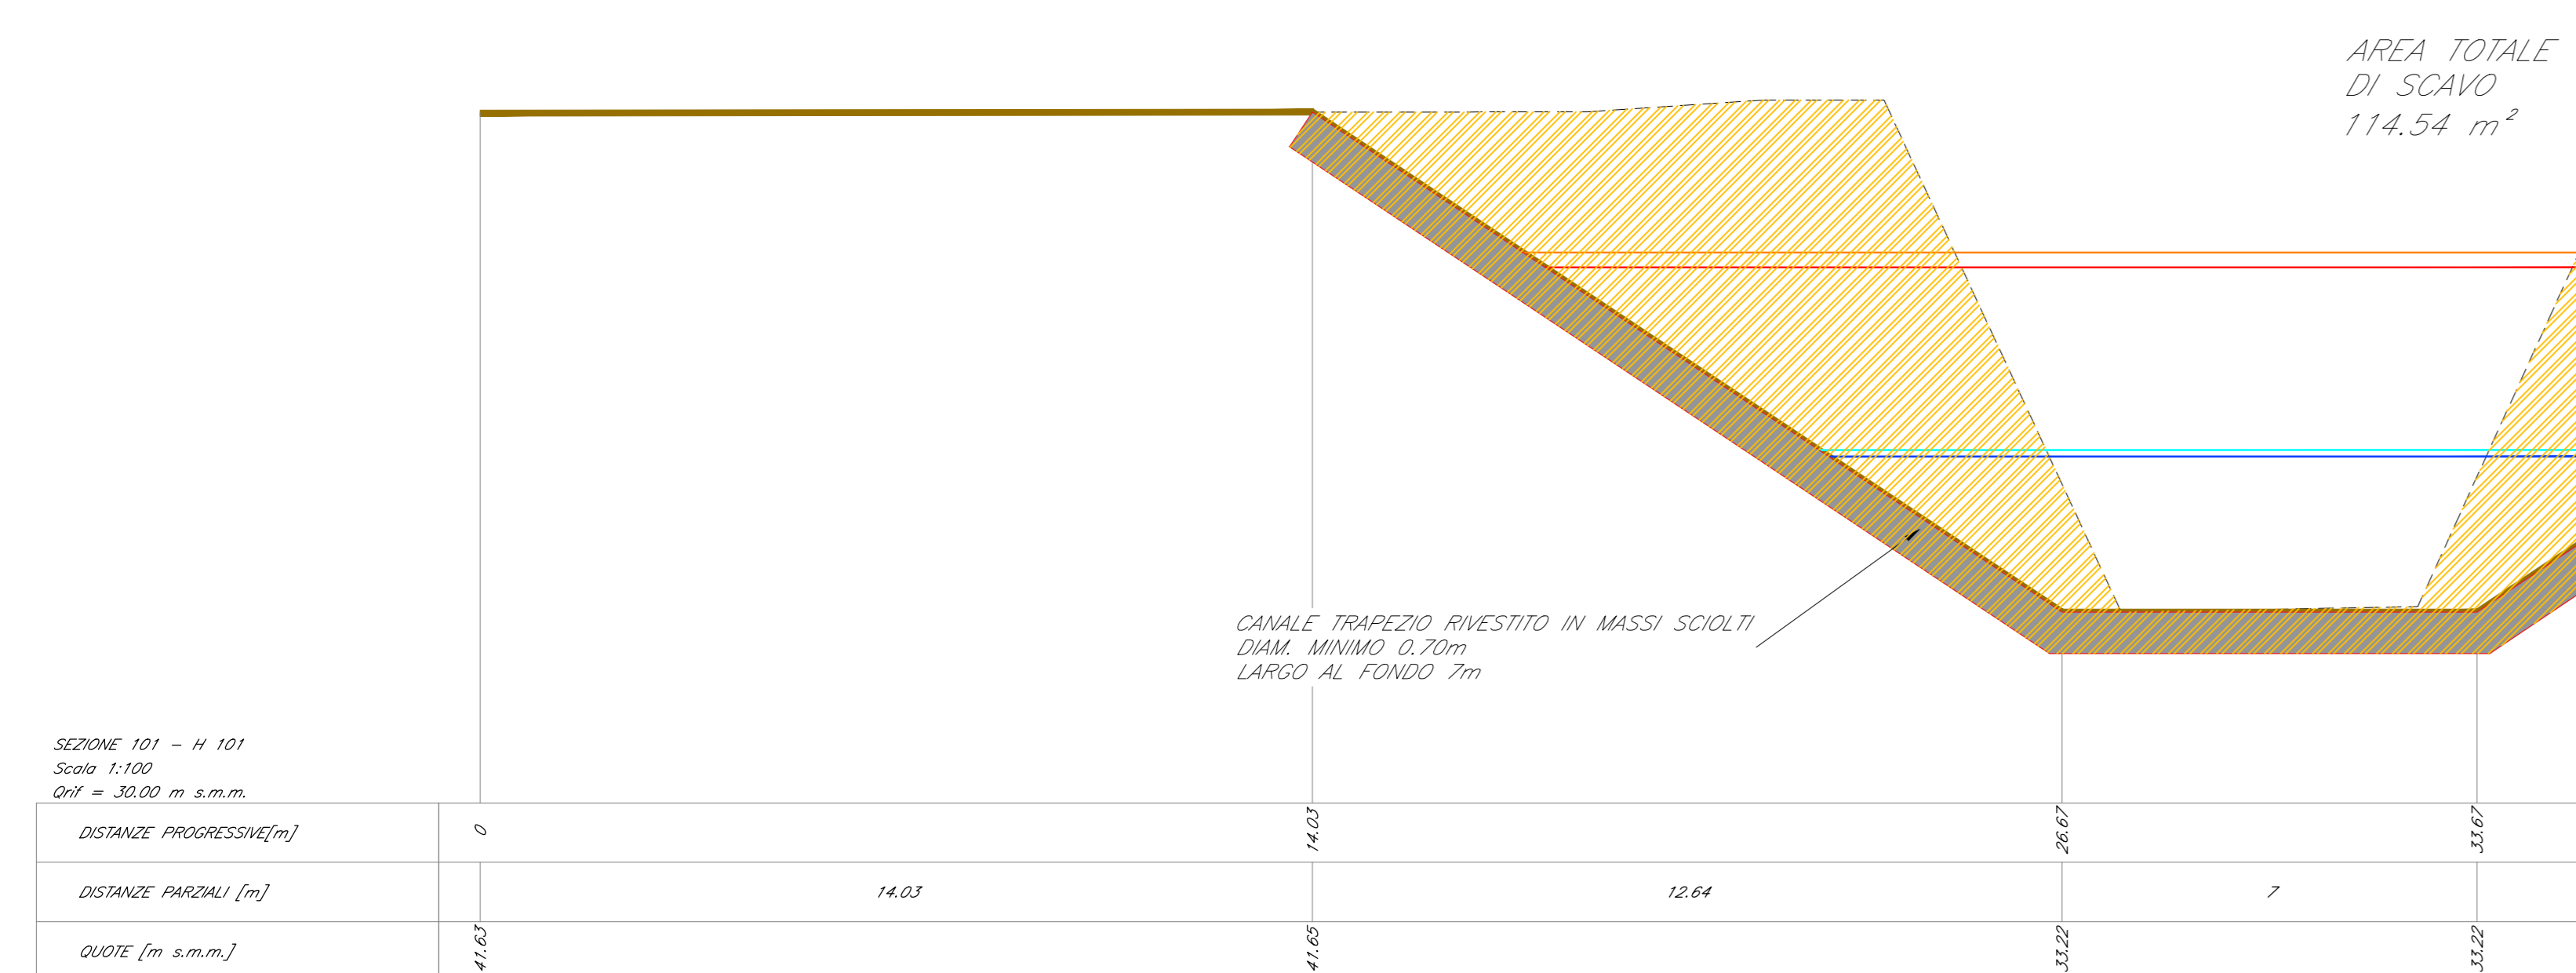 AREA TOTALE
DI SCAVO
114.54 m²
CANALE TRAPEZIO RIVESTITO IN MASSI SCIOLTI
DIAM. MINIMO 0.70m
LARGO AL FONDO 7m
SEZIONE 101 - H 101
Scala 1:100
Qrif = 30.00 m s.m.m.
DISTANZE PROGRESSIVE[m] 0 14.03 26.67 33.67
DISTANZE PARZIALI [m] 14.03 12.64 7
QUOTE [m s.m.m.] 41.63 41.65 33.22 33.22